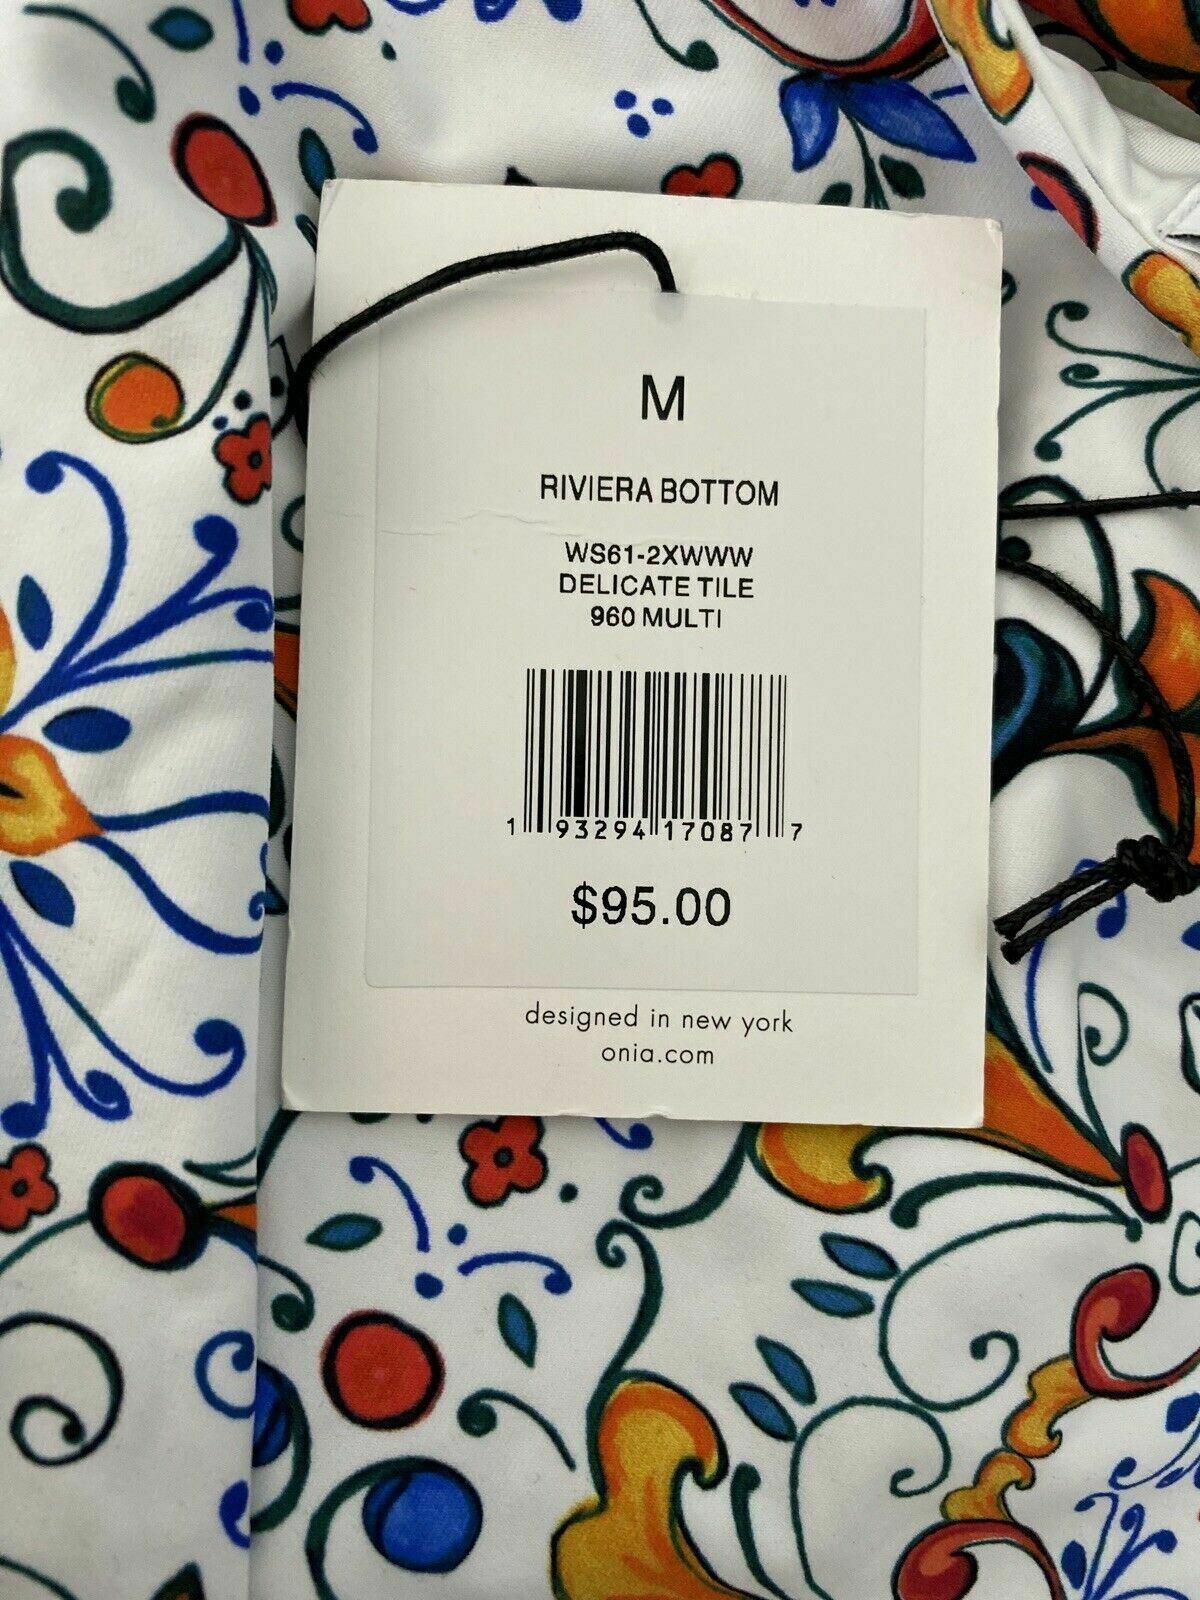 M
RIVIERA BOTTOM
WS61-2XWWW
DELICATE TILE
960 MULTI
1 93294 17087 7
$95.00
designed in new york
onia.com